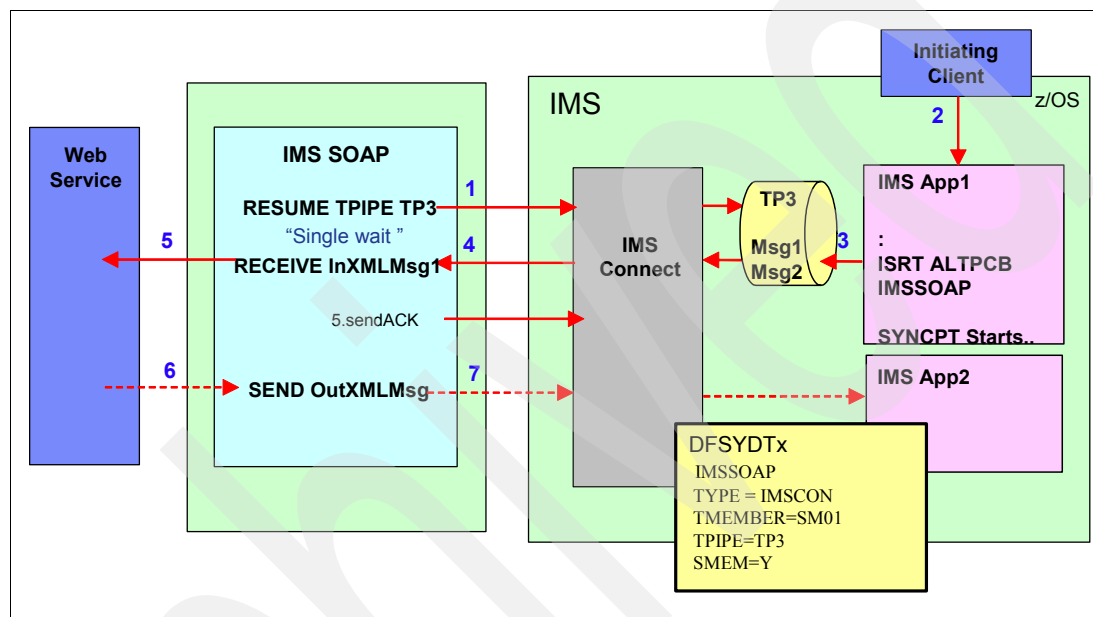 Initiating
Client
IMS
z/OS
2
Web
Service
IMS SOAP
1
RESUME TPIPE TP3
"Single wait "
5
4
RECEIVE InXMLMsg1
5.sendACK
6
SEND OutXMLMsg
7
IMS
Connect
TP3
Msg1
Msg2
3
IMS App1
:
ISRT ALTPCB
IMSSOAP
SYNCPT Starts..
IMS App2
DFSYDTx
IMSSOAP
TYPE = IMSCON
TMEMBER=SM01
TPIPE=TP3
SMEM=Y